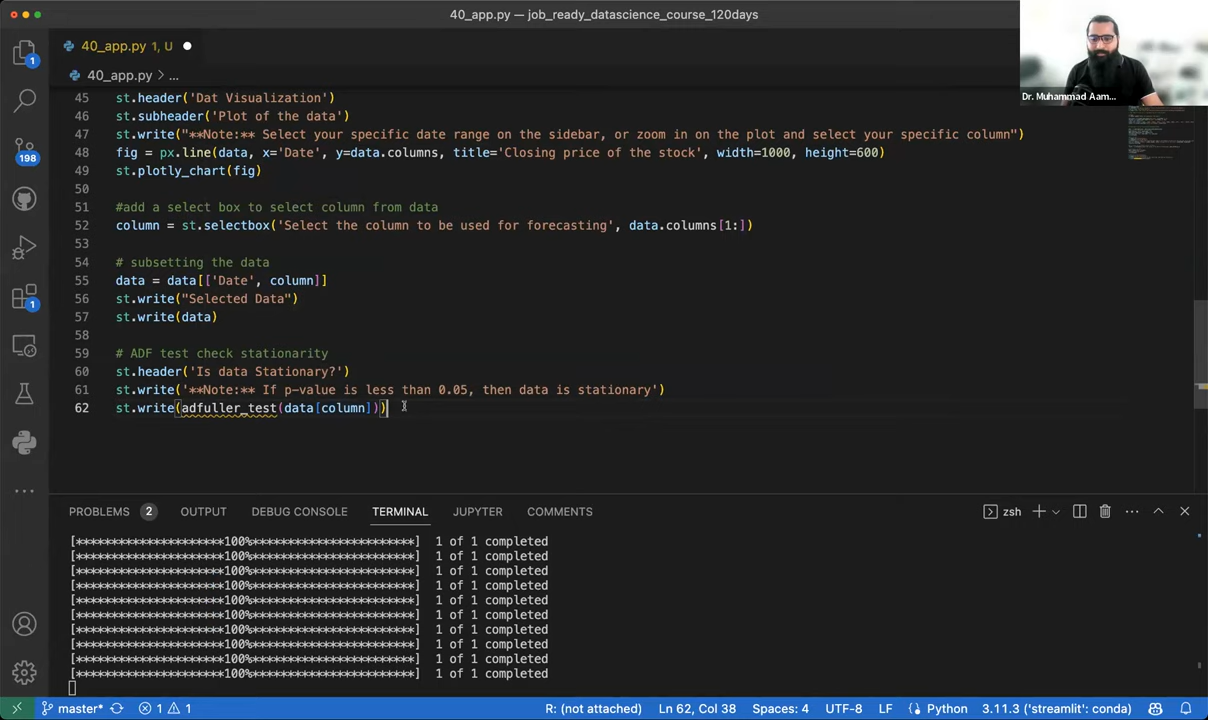 40_app.py — job_ready_datascience_course_120days
40_app.py 1, U
40_app.py > ...
Dr. Muhammad Aam...
45 st.header('Dat Visualization')
46 st.subheader('Plot of the data')
47 st.write("**Note:** Select your specific date range on the sidebar, or zoom in on the plot and select your specific column")
48 fig = px.line(data, x='Date', y=data.columns, title='Closing price of the stock', width=1000, height=600)
49 st.plotly_chart(fig)
50
51 #add a select box to select column from data
52 column = st.selectbox('Select the column to be used for forecasting', data.columns[1:])
53
54 # subsetting the data
55 data = data[['Date', column]]
56 st.write("Selected Data")
57 st.write(data)
58
59 # ADF test check stationarity
60 st.header('Is data Stationary?')
61 st.write('**Note:** If p-value is less than 0.05, then data is stationary')
62 st.write(adfuller_test(data[column]))
1
198
1
PROBLEMS 2 OUTPUT DEBUG CONSOLE TERMINAL JUPYTER COMMENTS zsh
[**********************100%***********************] 1 of 1 completed
[**********************100%***********************] 1 of 1 completed
[**********************100%***********************] 1 of 1 completed
[**********************100%***********************] 1 of 1 completed
[**********************100%***********************] 1 of 1 completed
[**********************100%***********************] 1 of 1 completed
[**********************100%***********************] 1 of 1 completed
[**********************100%***********************] 1 of 1 completed
[**********************100%***********************] 1 of 1 completed
[**********************100%***********************] 1 of 1 completed
master* 1 1 R: (not attached) Ln 62, Col 38 Spaces: 4 UTF-8 LF Python 3.11.3 ('streamlit': conda)